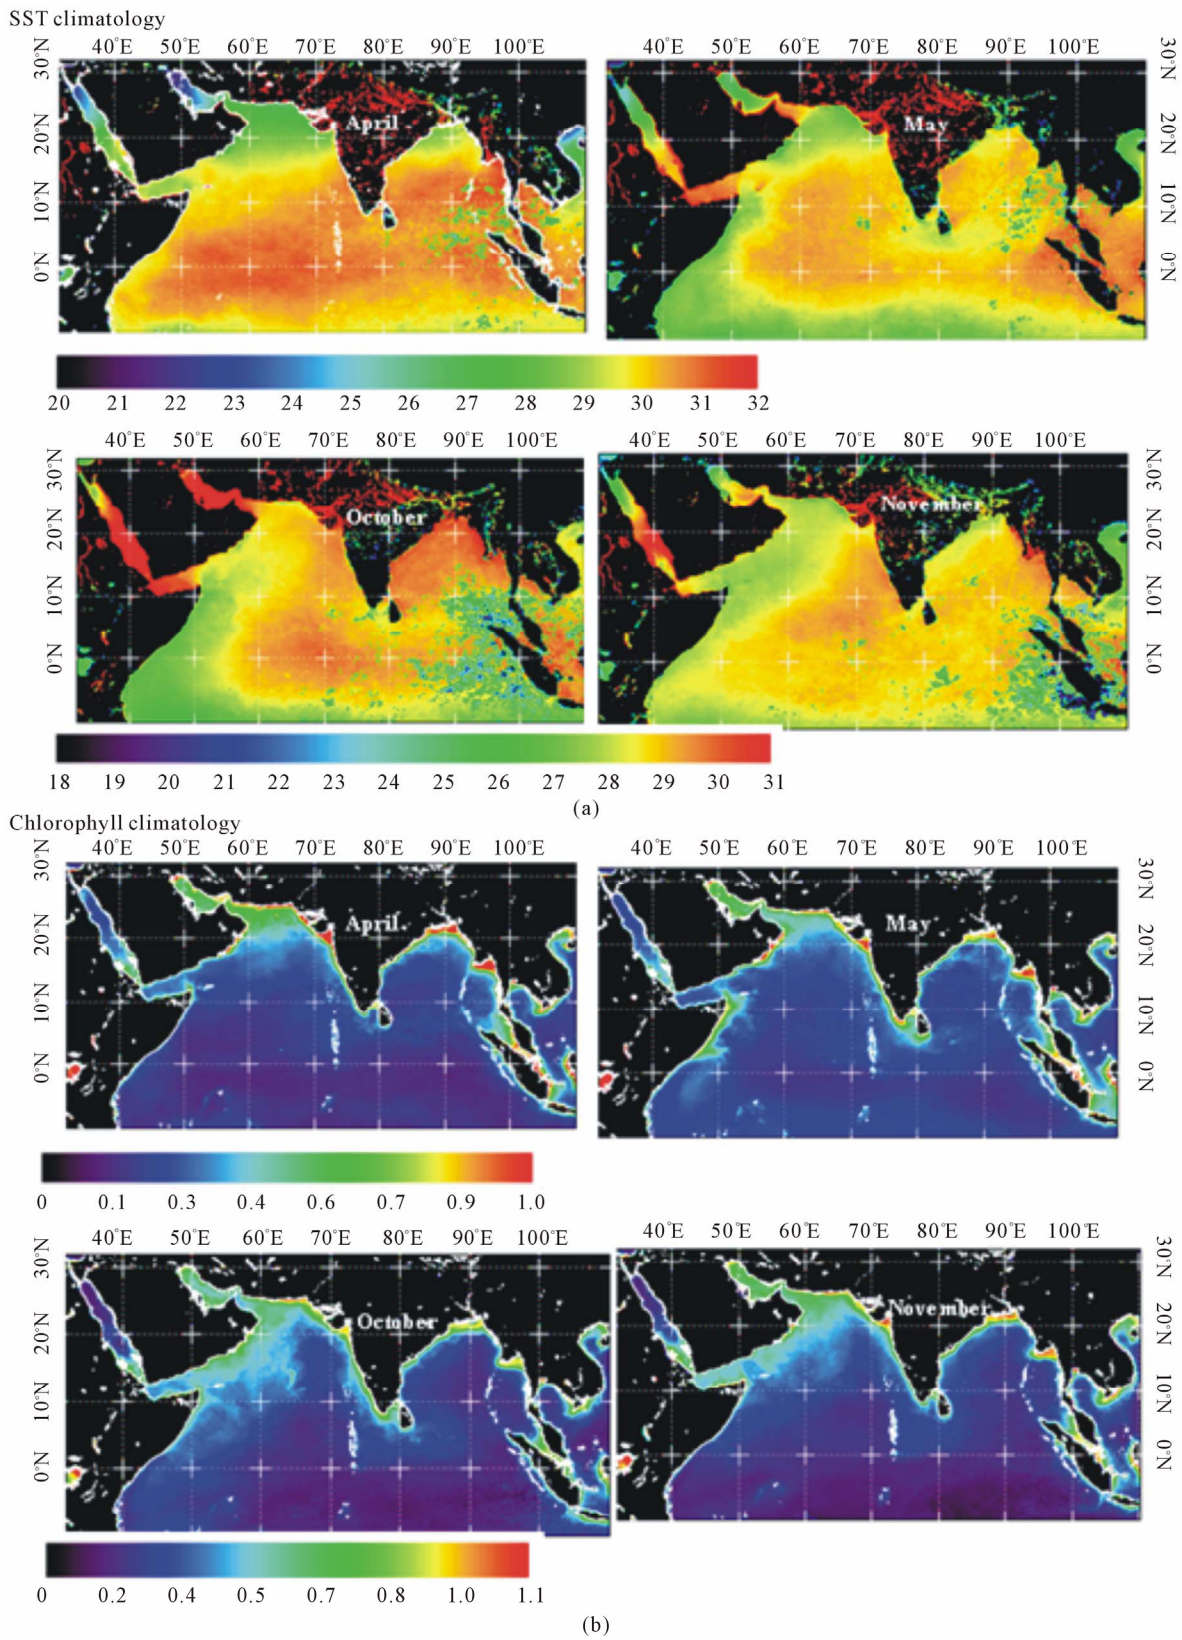 SST climatology
40°E 50°E 60°E 70°E 80°E 90°E 100°E
40°E 50°E 60°E 70°E 80°E 90°E 100°E
30°N 20°N 10°N 0°N
April
May
30°N 20°N 10°N 0°N
20 21 22 23 24 25 26 27 28 29 30 31 32
40°E 50°E 60°E 70°E 80°E 90°E 100°E
40°E 50°E 60°E 70°E 80°E 90°E 100°E
30°N 20°N 10°N 0°N
October
November
30°N 20°N 10°N 0°N
18 19 20 21 22 23 24 25 26 27 28 29 30 31
(a)
Chlorophyll climatology
40°E 50°E 60°E 70°E 80°E 90°E 100°E
40°E 50°E 60°E 70°E 80°E 90°E 100°E
30°N 20°N 10°N 0°N
April
May
30°N 20°N 10°N 0°N
0 0.1 0.3 0.4 0.6 0.7 0.9 1.0
40°E 50°E 60°E 70°E 80°E 90°E 100°E
40°E 50°E 60°E 70°E 80°E 90°E 100°E
30°N 20°N 10°N 0°N
October
November
30°N 20°N 10°N 0°N
0 0.2 0.4 0.5 0.7 0.8 1.0 1.1
(b)